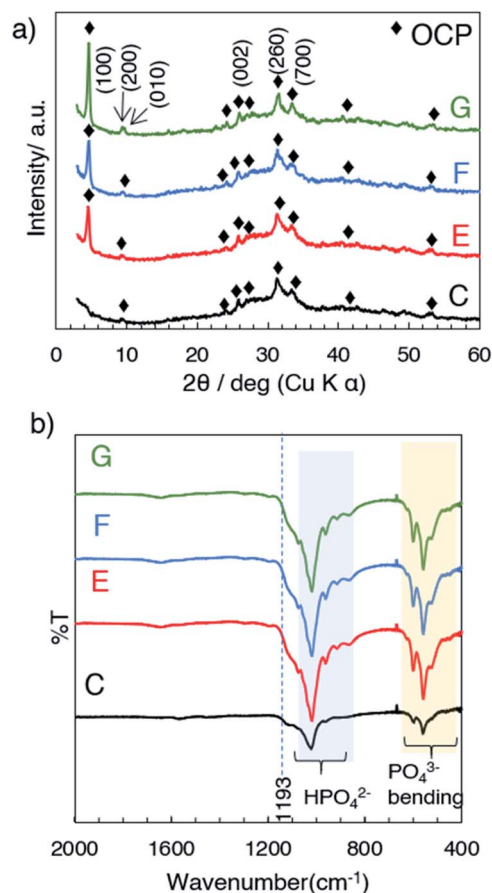 a)
◆ OCP
(100)
(200)
(010)
(002)
(260)
(700)
G
F
E
C
Intensity/ a.u.
0 10 20 30 40 50 60
2θ / deg (Cu K α)
b)
G
F
E
C
%T
1193
HPO₄²⁻
PO₄³⁻
bending
2000 1600 1200 800 400
Wavenumber(cm⁻¹)